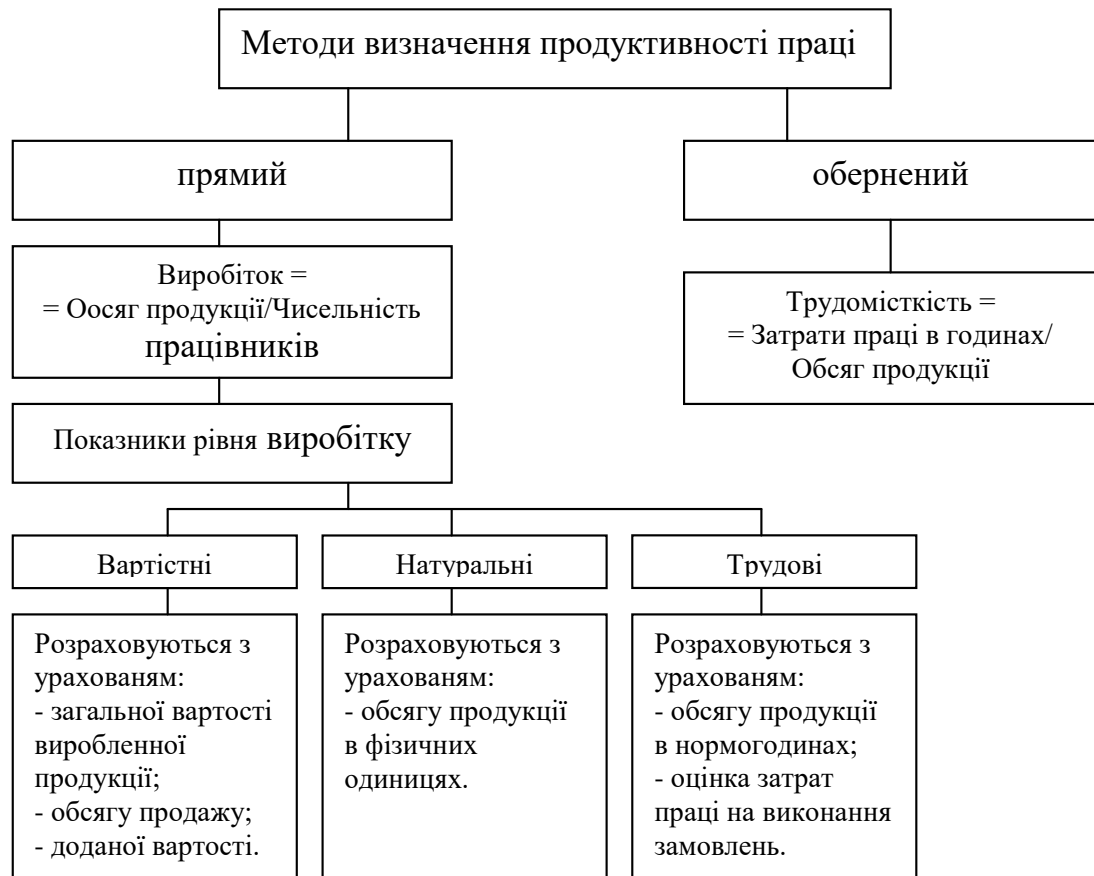 Методи визначення продуктивності праці
прямий
обернений
Виробіток =
= Оосяг продукції/Чисельність
працівників
Трудомісткість =
= Затрати праці в годинах/
Обсяг продукції
Показники рівня виробітку
Вартістні
Натуральні
Трудові
Розраховуються з
урахованям:
- загальної вартості
виробленної
продукції;
- обсягу продажу;
- доданої вартості.
Розраховуються з
урахованям:
- обсягу продукції
в фізичних
одиницях.
Розраховуються з
урахованям:
- обсягу продукції
в нормогодинах;
- оцінка затрат
праці на виконання
замовлень.